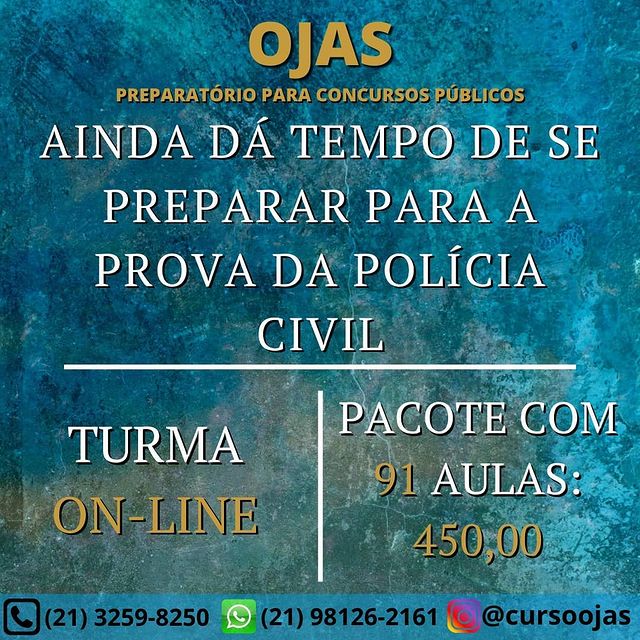 OJAS
PREPARATÓRIO PARA CONCURSOS PÚBLICOS
AINDA DÁ TEMPO DE SE
PREPARAR PARA A
PROVA DA POLÍCIA
CIVIL
TURMA
ON-LINE
PACOTE COM
91 AULAS:
450,00
(21) 3259-8250 (21) 98126-2161 @cursoojas